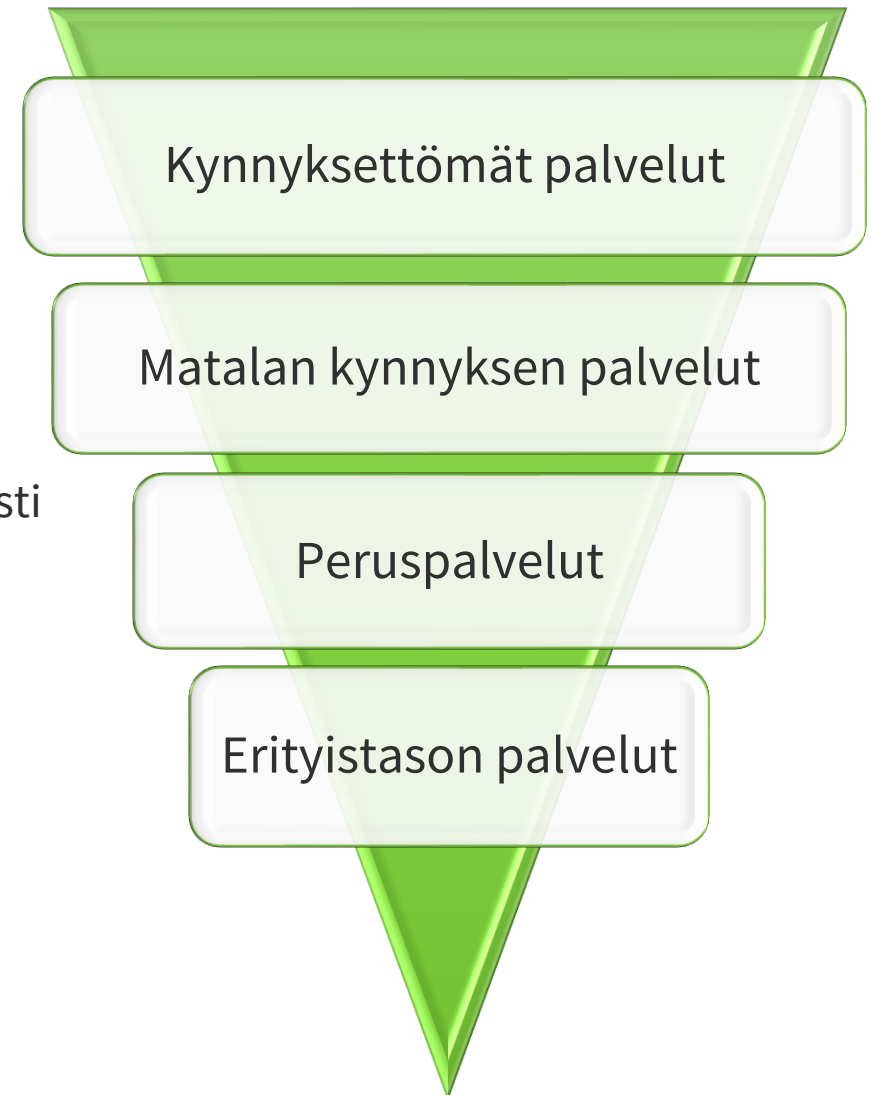 Kynnyksettömät palvelut
Matalan kynnyksen palvelut
sti
Peruspalvelut
Erityistason palvelut